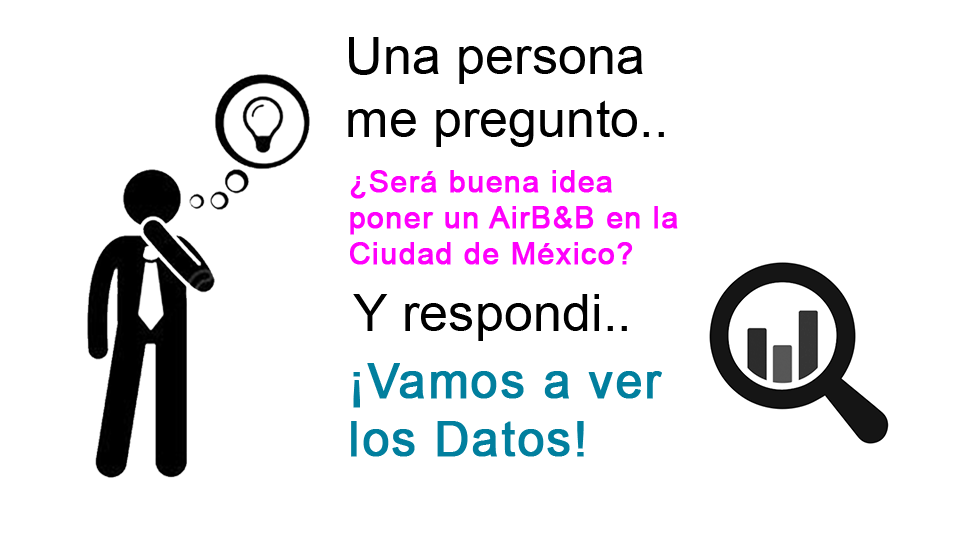 Una persona
me pregunto..
¿Será buena idea
poner un AirB&B en la
Ciudad de México?
Y respondi..
¡Vamos a ver
los Datos!